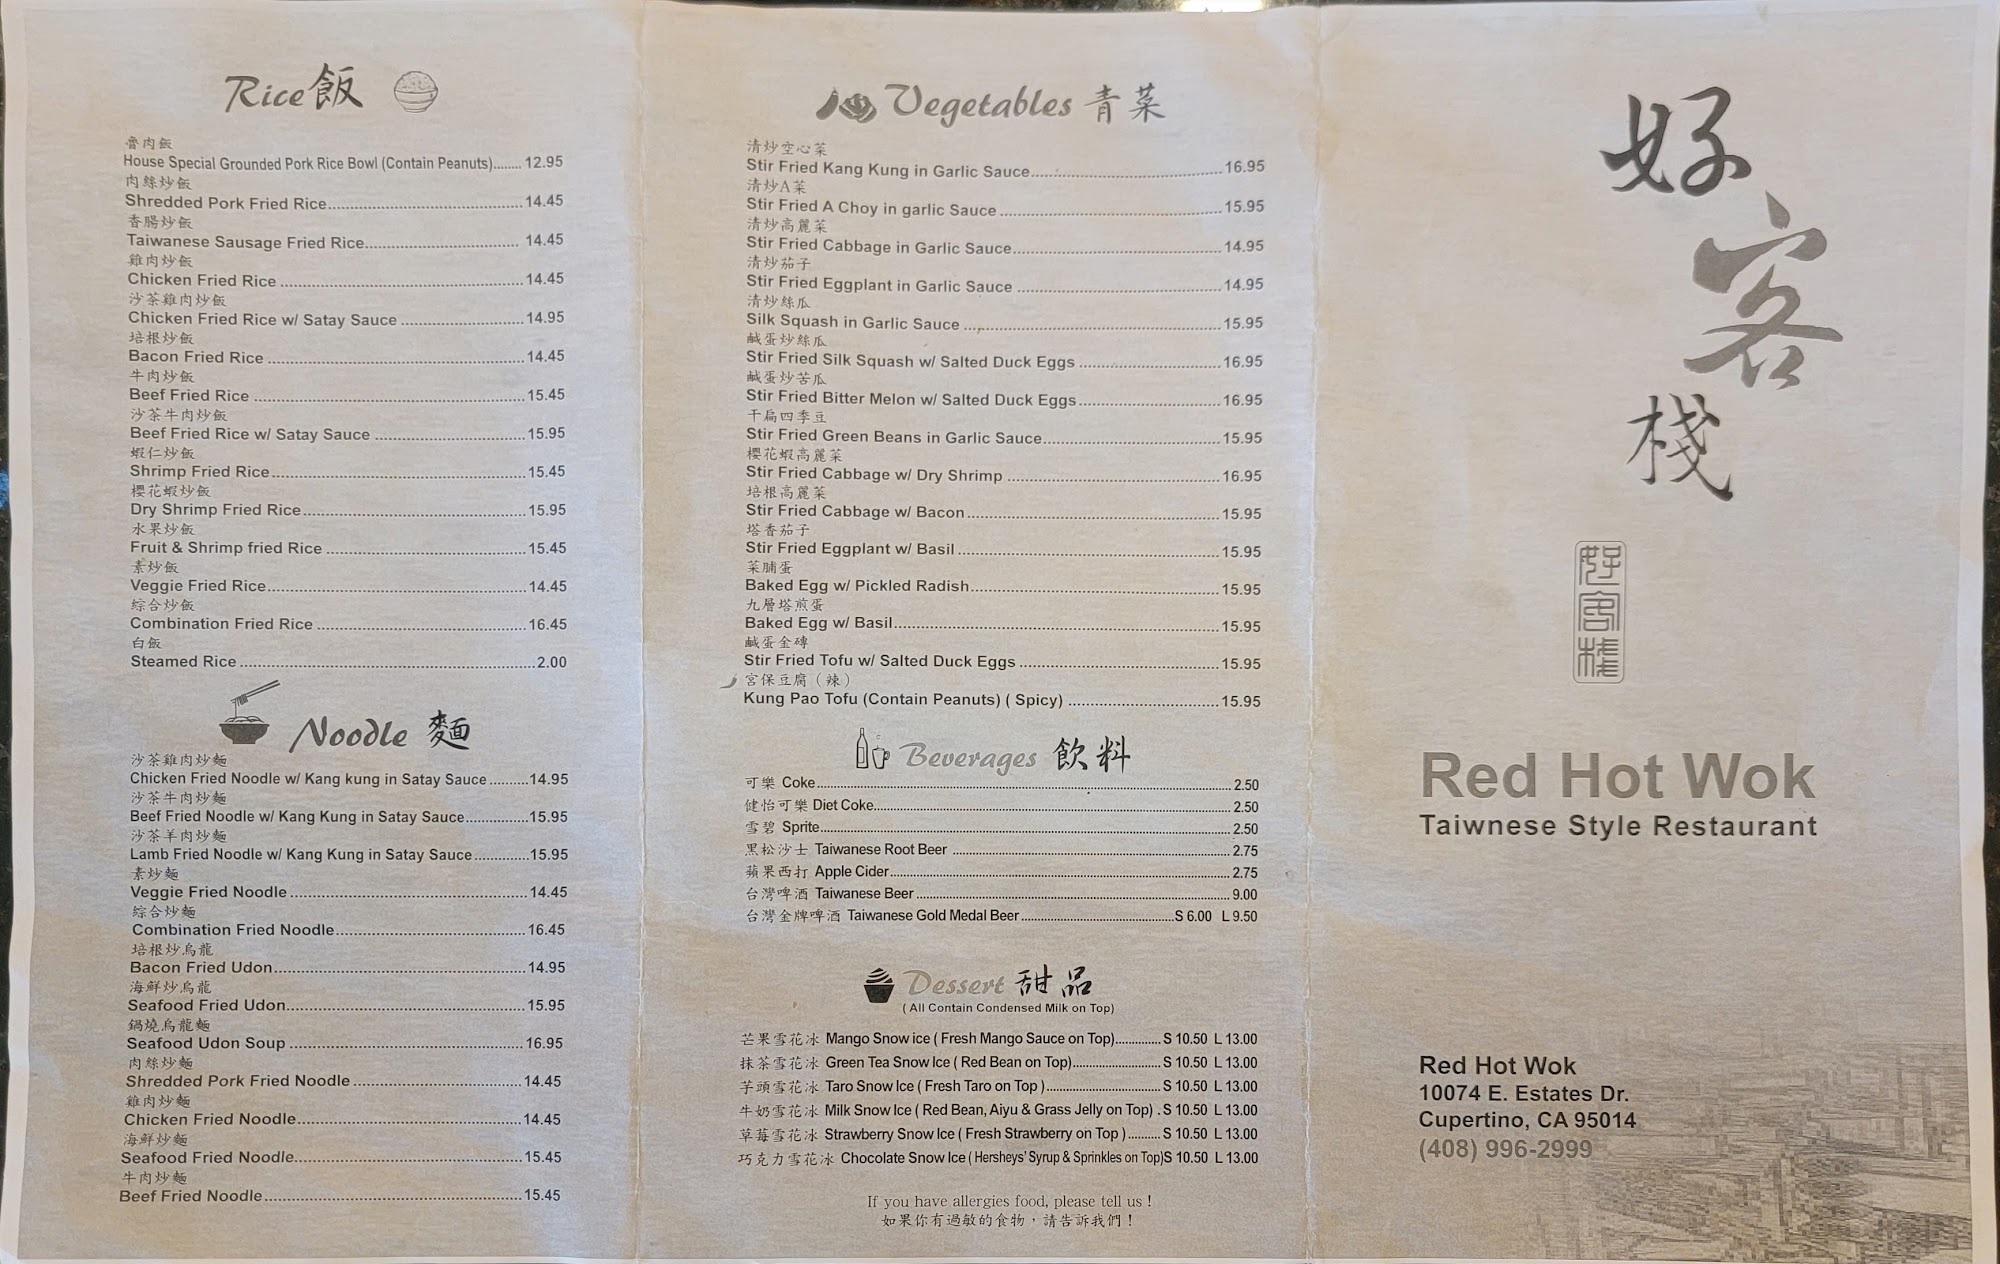 Rice 飯
魯肉飯
House Special Grounded Pork Rice Bowl (Contain Peanuts)........ 12.95
肉絲炒飯
Shredded Pork Fried Rice........ 14.45
香腸炒飯
Taiwanese Sausage Fried Rice........ 14.45
雞肉炒飯
Chicken Fried Rice ........ 14.45
沙茶雞肉炒飯
Chicken Fried Rice w/ Satay Sauce ........ 14.95
培根炒飯
Bacon Fried Rice ........ 14.45
牛肉炒飯
Beef Fried Rice ........ 15.45
沙茶牛肉炒飯
Beef Fried Rice w/ Satay Sauce ........ 15.95
蝦仁炒飯
Shrimp Fried Rice........ 15.45
櫻花蝦炒飯
Dry Shrimp Fried Rice........ 15.95
水果炒飯
Fruit & Shrimp fried Rice ........ 15.45
素炒飯
Veggie Fried Rice........ 14.45
綜合炒飯
Combination Fried Rice ........ 16.45
白飯
Steamed Rice ........ 2.00
Noodle 麵
沙茶雞肉炒麵
Chicken Fried Noodle w/ Kang kung in Satay Sauce ........ 14.95
沙茶牛肉炒麵
Beef Fried Noodle w/ Kang Kung in Satay Sauce........ 15.95
沙茶羊肉炒麵
Lamb Fried Noodle w/ Kang Kung in Satay Sauce ........ 15.95
素炒麵
Veggie Fried Noodle ........ 14.45
綜合炒麵
Combination Fried Noodle........ 16.45
培根炒烏龍
Bacon Fried Udon........ 14.95
海鮮炒烏龍
Seafood Fried Udon........ 15.95
鍋燒烏龍麵
Seafood Udon Soup ........ 16.95
肉絲炒麵
Shredded Pork Fried Noodle ........ 14.45
雞肉炒麵
Chicken Fried Noodle........ 14.45
海鮮炒麵
Seafood Fried Noodle........ 15.45
牛肉炒麵
Beef Fried Noodle........ 15.45
Vegetables 青菜
清炒空心菜
Stir Fried Kang Kung in Garlic Sauce........ 16.95
清炒A菜
Stir Fried A Choy in garlic Sauce ........ 15.95
清炒高麗菜
Stir Fried Cabbage in Garlic Sauce........ 14.95
清炒茄子
Stir Fried Eggplant in Garlic Sauce ........ 14.95
清炒絲瓜
Silk Squash in Garlic Sauce ........ 15.95
鹹蛋炒絲瓜
Stir Fried Silk Squash w/ Salted Duck Eggs ........ 16.95
鹹蛋炒苦瓜
Stir Fried Bitter Melon w/ Salted Duck Eggs........ 16.95
干扁四季豆
Stir Fried Green Beans in Garlic Sauce........ 15.95
櫻花蝦高麗菜
Stir Fried Cabbage w/ Dry Shrimp ........ 16.95
培根高麗菜
Stir Fried Cabbage w/ Bacon........ 15.95
塔香茄子
Stir Fried Eggplant w/ Basil ........ 15.95
菜脯蛋
Baked Egg w/ Pickled Radish........ 15.95
九層塔煎蛋
Baked Egg w/ Basil........ 15.95
鹹蛋金磚
Stir Fried Tofu w/ Salted Duck Eggs ........ 15.95
宮保豆腐（辣）
Kung Pao Tofu (Contain Peanuts) ( Spicy) ........ 15.95
Beverages 飲料
可樂 Coke........ 2.50
健怡可樂 Diet Coke........ 2.50
雪碧 Sprite........ 2.50
黑松沙士 Taiwanese Root Beer ........ 2.75
蘋果西打 Apple Cider........ 2.75
台灣啤酒 Taiwanese Beer ........ 9.00
台灣金牌啤酒 Taiwanese Gold Medal Beer ........ S 6.00 L 9.50
Dessert 甜品
( All Contain Condensed Milk on Top)
芒果雪花冰 Mango Snow ice ( Fresh Mango Sauce on Top)........ S 10.50 L 13.00
抹茶雪花冰 Green Tea Snow Ice ( Red Bean on Top)........ S 10.50 L 13.00
芋頭雪花冰 Taro Snow Ice ( Fresh Taro on Top )........ S 10.50 L 13.00
牛奶雪花冰 Milk Snow Ice ( Red Bean, Aiyu & Grass Jelly on Top) . S 10.50 L 13.00
草莓雪花冰 Strawberry Snow Ice ( Fresh Strawberry on Top )........ S 10.50 L 13.00
巧克力雪花冰 Chocolate Snow Ice ( Hersheys' Syrup & Sprinkles on Top)S 10.50 L 13.00
If you have allergies food, please tell us !
如果你有過敏的食物，請告訴我們！
好客棧
好客棧
Red Hot Wok
Taiwnese Style Restaurant
Red Hot Wok
10074 E. Estates Dr.
Cupertino, CA 95014
(408) 996-2999